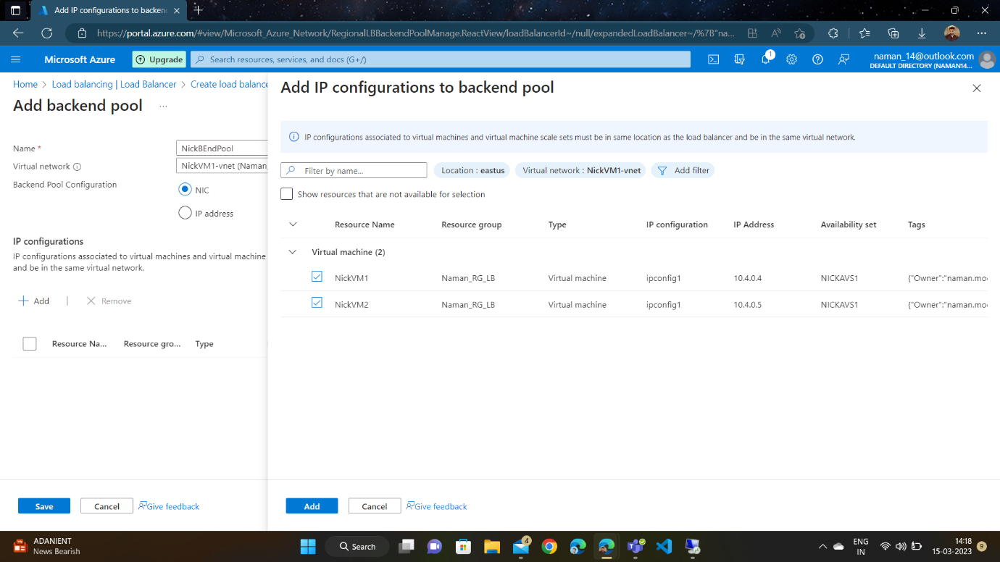 Add IP configurations to backen
https://portal.azure.com/#view/Microsoft_Azure_Network/RegionalLBBackendPoolManage.ReactView/loadBalancerId~/null/expandedLoadBalancer~/%7B"na...
Microsoft Azure
Upgrade
Search resources, services, and docs (G+/)
1
naman_14@outlook.com
DEFAULT DIRECTORY (NAMAN14...
Home > Load balancing | Load Balancer > Create load balance
Add backend pool ...
Name *
NickBEndPool
Virtual network
NickVM1-vnet (Naman_
Backend Pool Configuration
NIC
IP address
IP configurations
IP configurations associated to virtual machines and virtual machine
and be in the same virtual network.
Add | Remove
Resource Na... Resource gro... Type
Save Cancel Give feedback
Add IP configurations to backend pool
IP configurations associated to virtual machines and virtual machine scale sets must be in same location as the load balancer and be in the same virtual network.
Filter by name... Location : eastus Virtual network : NickVM1-vnet Add filter
Show resources that are not available for selection
Resource Name Resource group Type IP configuration IP Address Availability set Tags
Virtual machine (2)
NickVM1 Naman_RG_LB Virtual machine ipconfig1 10.4.0.4 NICKAVS1 {"Owner":"naman.mod
NickVM2 Naman_RG_LB Virtual machine ipconfig1 10.4.0.5 NICKAVS1 {"Owner":"naman.mod
Add Cancel Give feedback
ADANIENT
News Bearish
Search
4
ENG
IN
14:18
15-03-2023
9